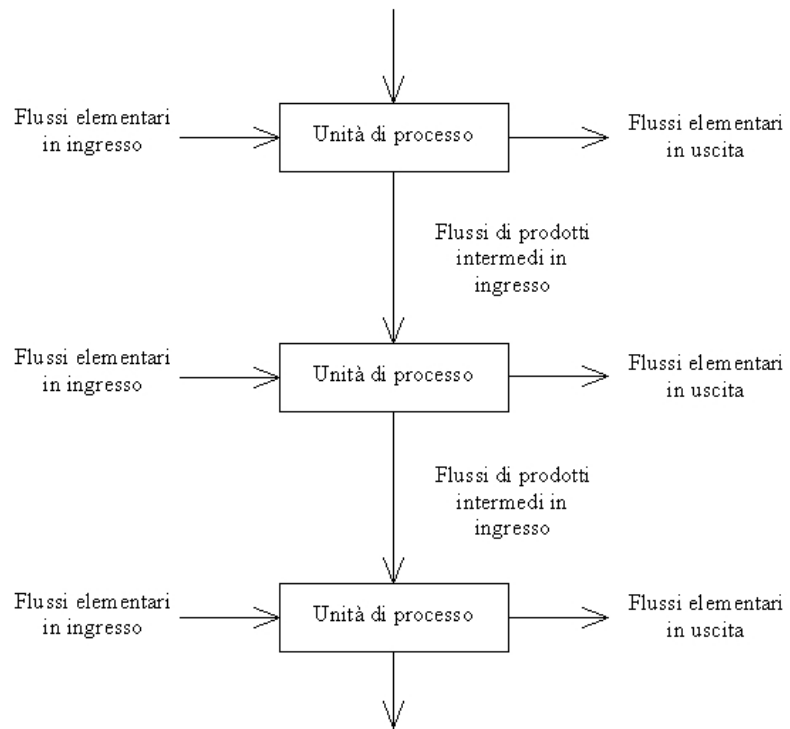 Flussi elementari
in ingresso
Unità di processo
Flussi elementari
in uscita
Flussi di prodotti
intermedi in
ingresso
Flussi elementari
in ingresso
Unità di processo
Flussi elementari
in uscita
Flussi di prodotti
intermedi in
ingresso
Flussi elementari
in ingresso
Unità di processo
Flussi elementari
in uscita